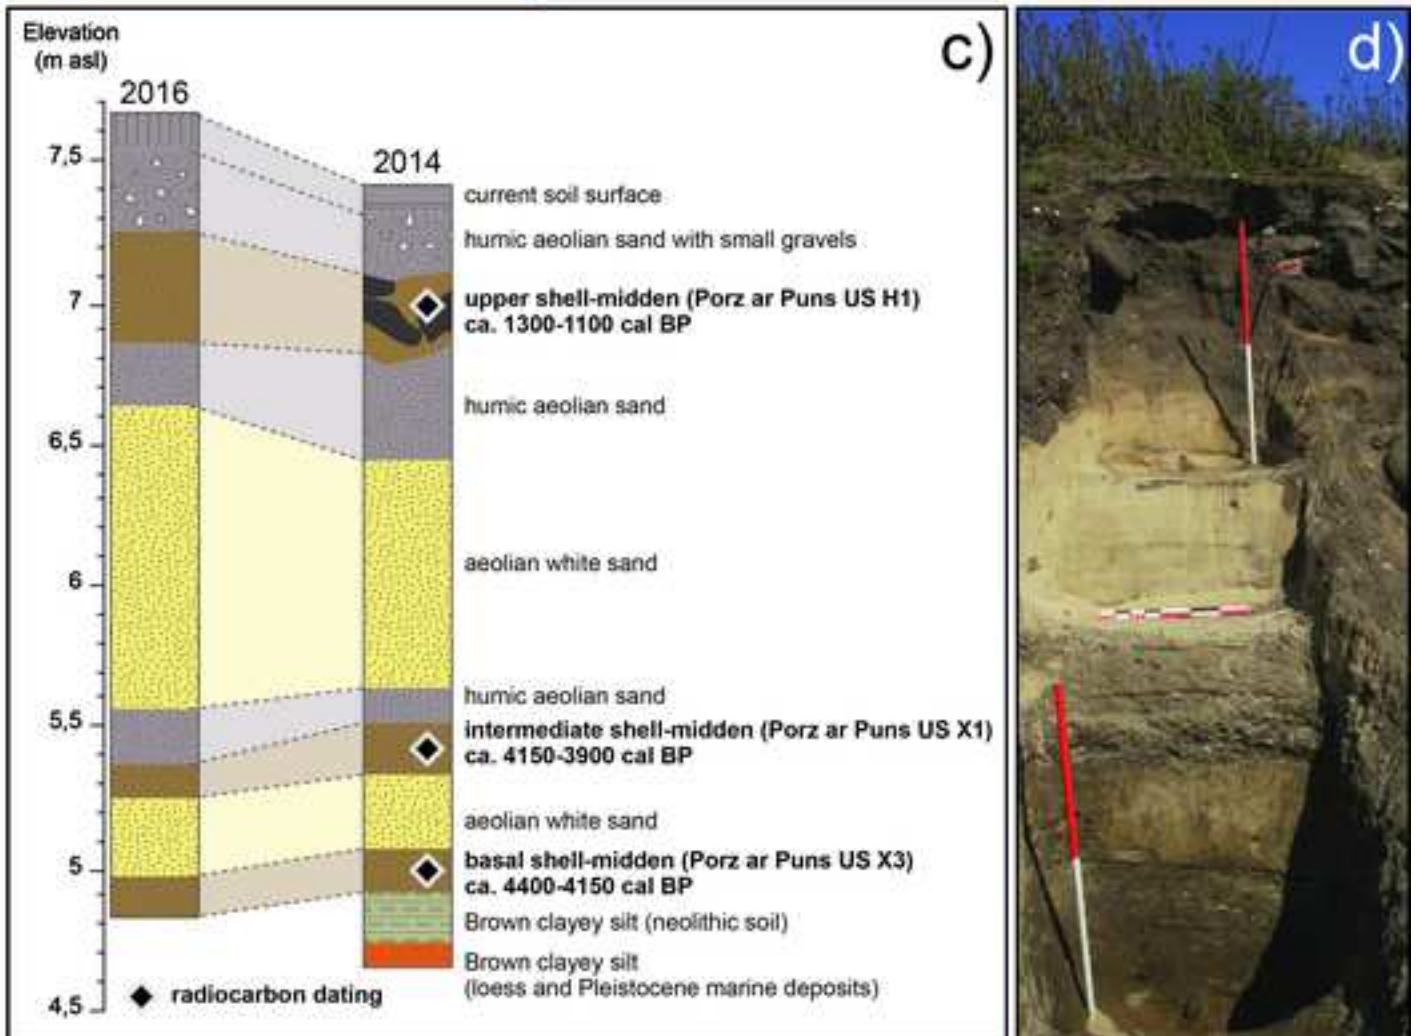 Elevation
(m asl)
c)
d)
2016
2014
7,5
7
6,5
6
5,5
5
4,5
current soil surface
humic aeolian sand with small gravels
upper shell-midden (Porz ar Puns US H1)
ca. 1300-1100 cal BP
humic aeolian sand
aeolian white sand
humic aeolian sand
intermediate shell-midden (Porz ar Puns US X1)
ca. 4150-3900 cal BP
aeolian white sand
basal shell-midden (Porz ar Puns US X3)
ca. 4400-4150 cal BP
Brown clayey silt (neolithic soil)
Brown clayey silt
(loess and Pleistocene marine deposits)
radiocarbon dating